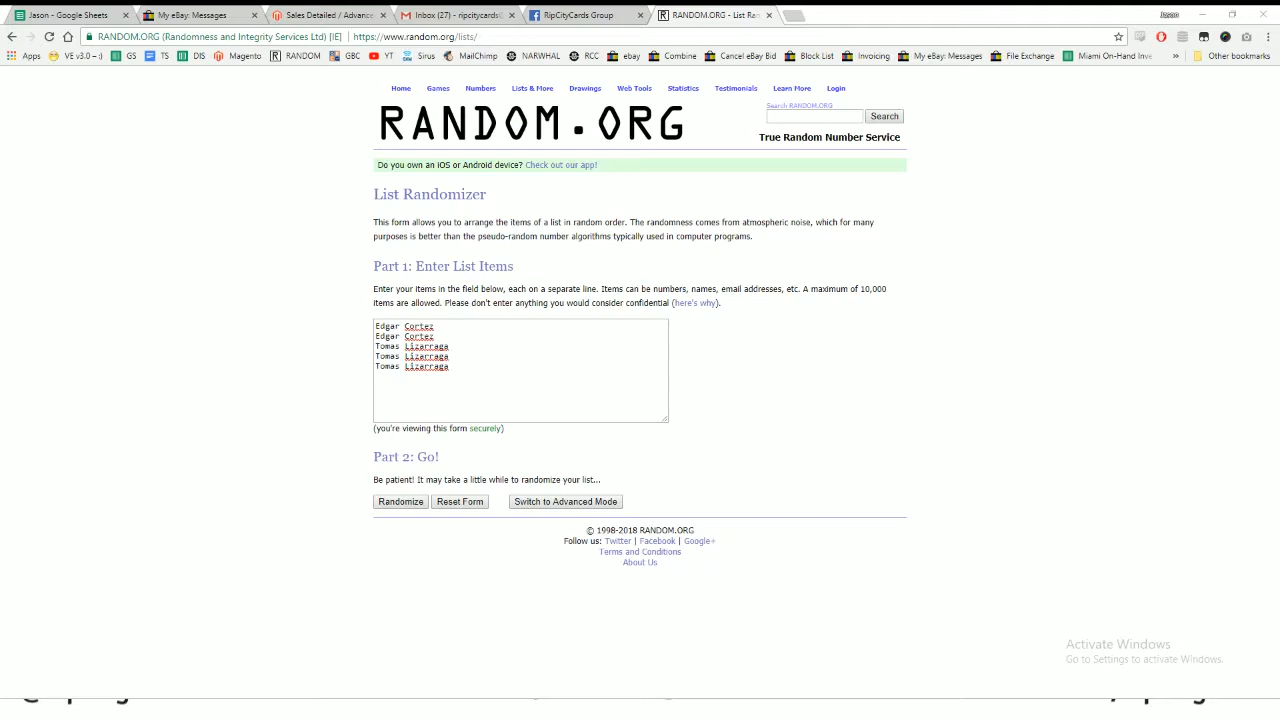 Jason - Google Sheets
My eBay: Messages
Sales Detailed / Advance
Inbox (27) - ripcitycards
RipCityCards Group
RANDOM.ORG - List Ran
Jason
RANDOM.ORG (Randomness and Integrity Services Ltd) [IE] https://www.random.org/lists/
Apps VE v3.0 – :) GS TS DIS Magento RANDOM GBC YT Sirus MailChimp NARWHAL RCC ebay Combine Cancel eBay Bid Block List Invoicing My eBay: Messages File Exchange Miami On-Hand Inve » Other bookmarks
Home Games Numbers Lists & More Drawings Web Tools Statistics Testimonials Learn More Login
RANDOM.ORG
Search RANDOM.ORG
Search
True Random Number Service
Do you own an iOS or Android device? Check out our app!
List Randomizer
This form allows you to arrange the items of a list in random order. The randomness comes from atmospheric noise, which for many
purposes is better than the pseudo-random number algorithms typically used in computer programs.
Part 1: Enter List Items
Enter your items in the field below, each on a separate line. Items can be numbers, names, email addresses, etc. A maximum of 10,000
items are allowed. Please don't enter anything you would consider confidential (here's why).
Edgar Cortez
Edgar Cortez
Tomas Lizarraga
Tomas Lizarraga
Tomas Lizarraga
(you're viewing this form securely)
Part 2: Go!
Be patient! It may take a little while to randomize your list...
Randomize Reset Form Switch to Advanced Mode
© 1998-2018 RANDOM.ORG
Follow us: Twitter | Facebook | Google+
Terms and Conditions
About Us
Activate Windows
Go to Settings to activate Windows.